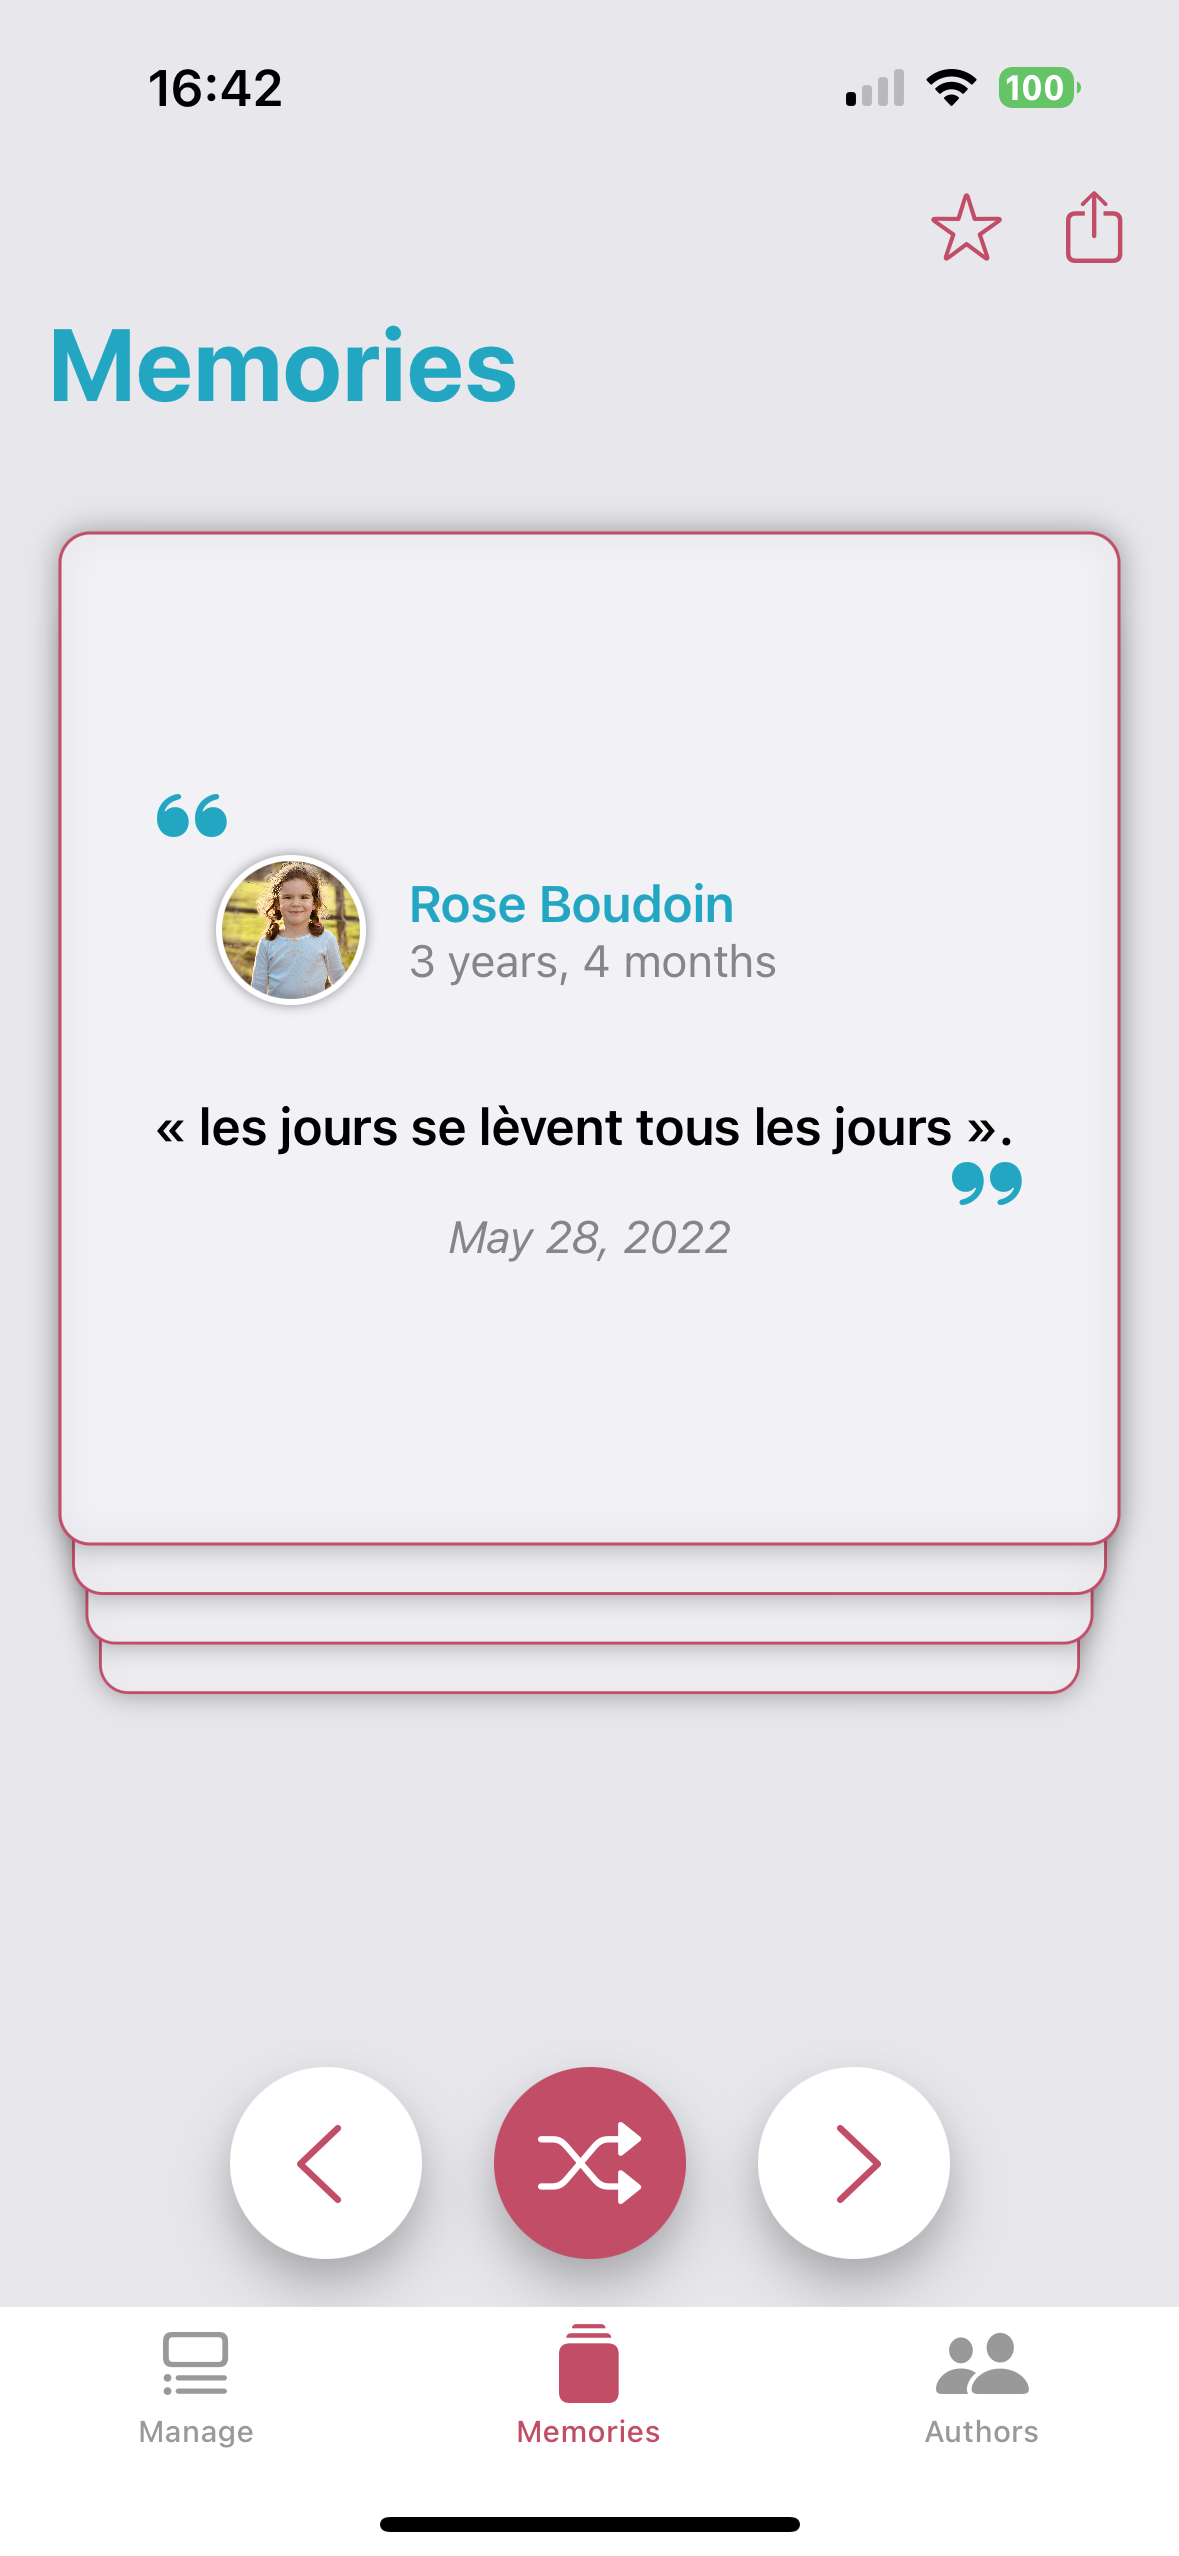 16:42
100
Memories
Rose Boudoin
3 years, 4 months
« les jours se lèvent tous les jours ».
May 28, 2022
Manage
Memories
Authors